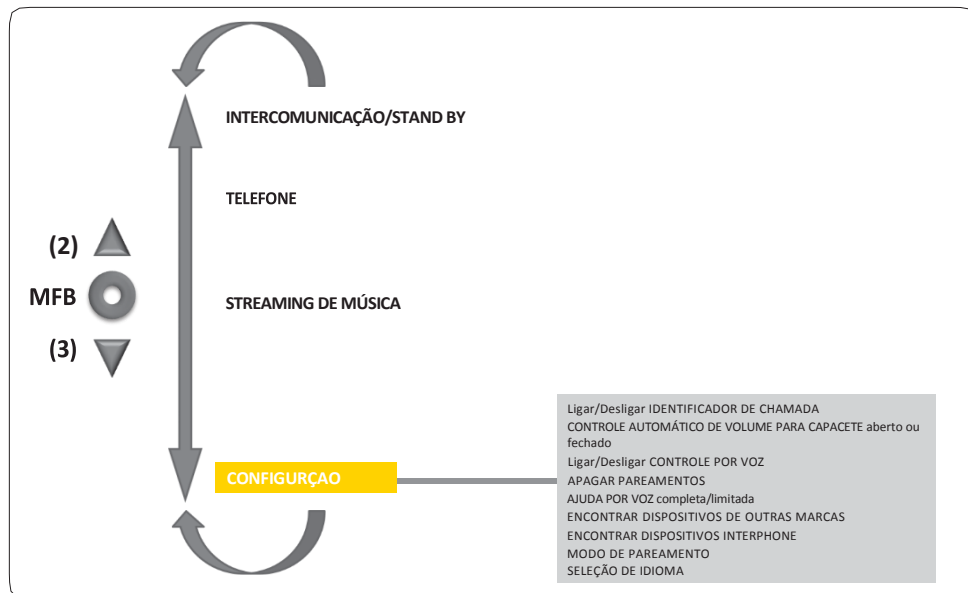 INTERCOMUNICAÇÃO/STAND BY
TELEFONE
(2)
MFB
(3)
STREAMING DE MÚSICA
CONFIGURÇAO
Ligar/Desligar IDENTIFICADOR DE CHAMADA
CONTROLE AUTOMÁTICO DE VOLUME PARA CAPACETE aberto ou
fechado
Ligar/Desligar CONTROLE POR VOZ
APAGAR PAREAMENTOS
AJUDA POR VOZ completa/limitada
ENCONTRAR DISPOSITIVOS DE OUTRAS MARCAS
ENCONTRAR DISPOSITIVOS INTERPHONE
MODO DE PAREAMENTO
SELEÇÃO DE IDIOMA